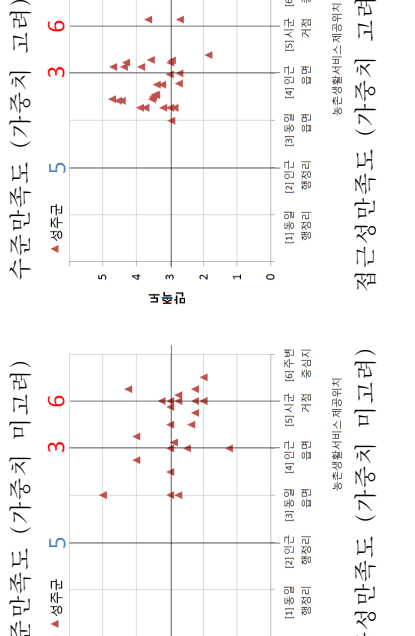 준만족도 (가중치 미고려)
수준만족도 (가중치 고려)
5 3 6
▲성주군
[1]동일 행정리
[2]인근 행정리
[3]동일 읍면
[4]인근 읍면
[5]시군 거점
[6]주변 중심지
농촌생활서비스 제공위치
5 3 6
▲성주군
만족도
5
4
3
2
1
0
[1]동일 행정리
[2]인근 행정리
[3]동일 읍면
[4]인근 읍면
[5]시군 거점
농촌생활서비스 제공위치
성만족도 (가중치 미고려)
접근성만족도 (가중치 고려)